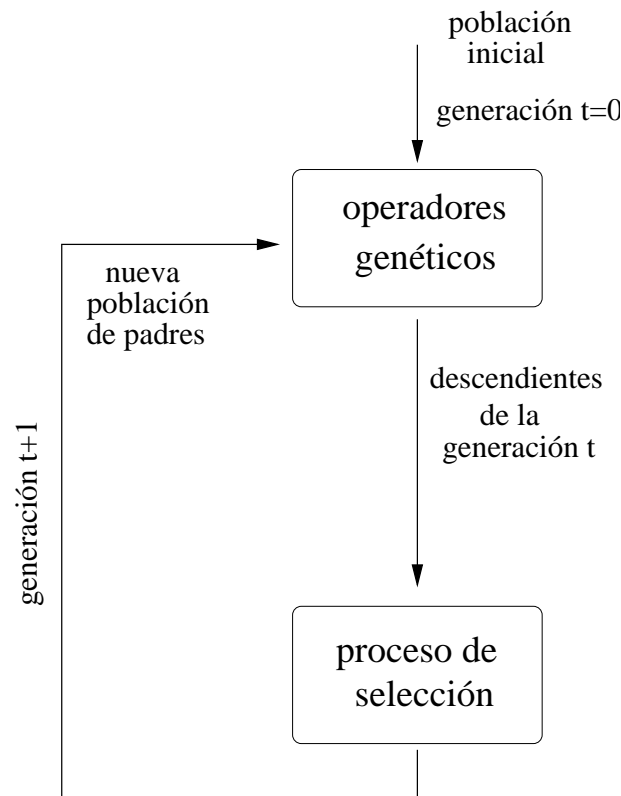 población
inicial
generación t=0
operadores
genéticos
nueva
población
de padres
descendientes
de la
generación t
generación t+1
proceso de
selección